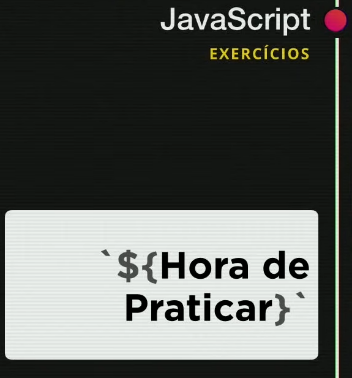 JavaScript
EXERCÍCIOS
`${Hora de
Praticar}`